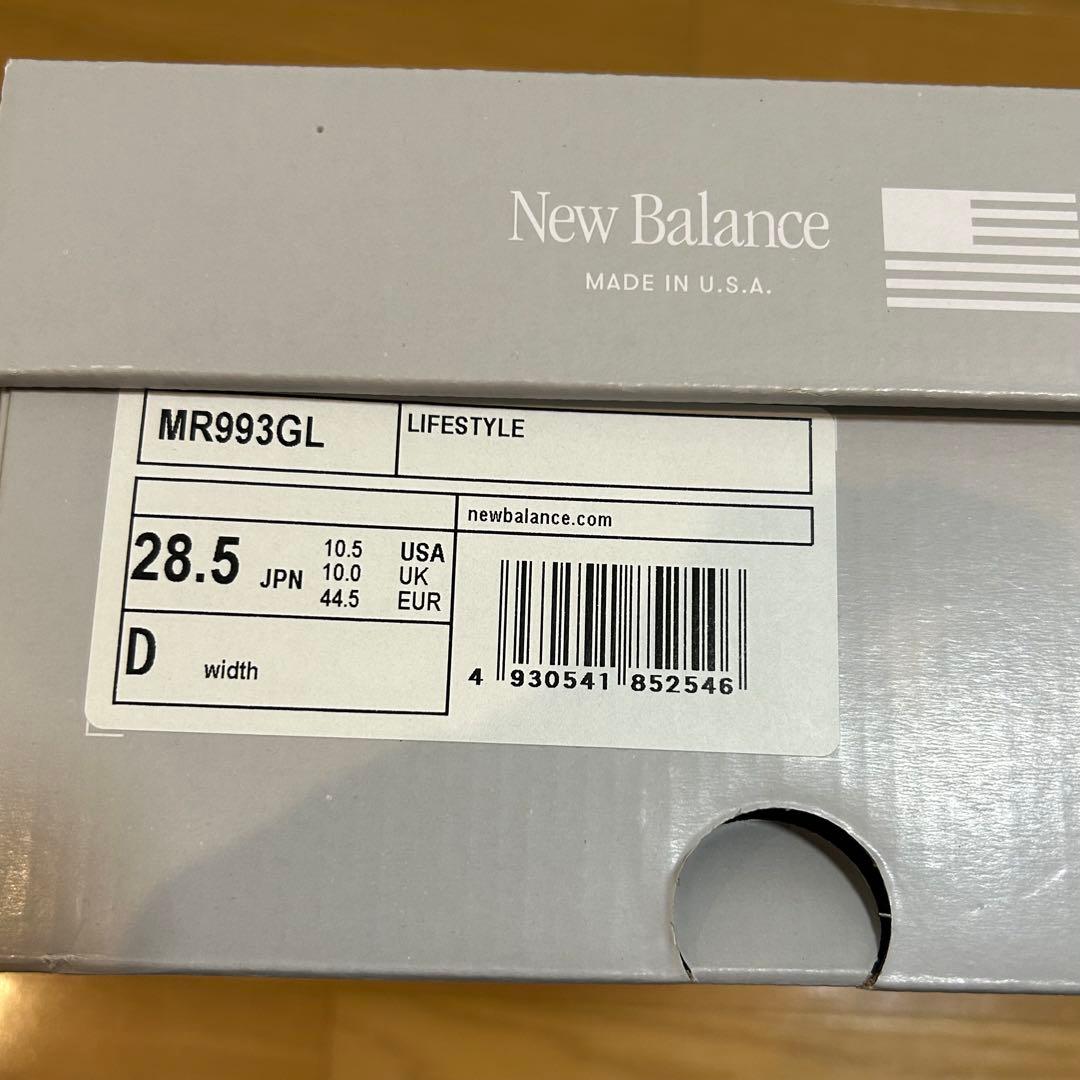 New Balance
MADE IN U.S.A.
MR993GL
LIFESTYLE
newbalance.com
28.5 JPN
10.5 USA
10.0 UK
44.5 EUR
D width
4 930541 852546